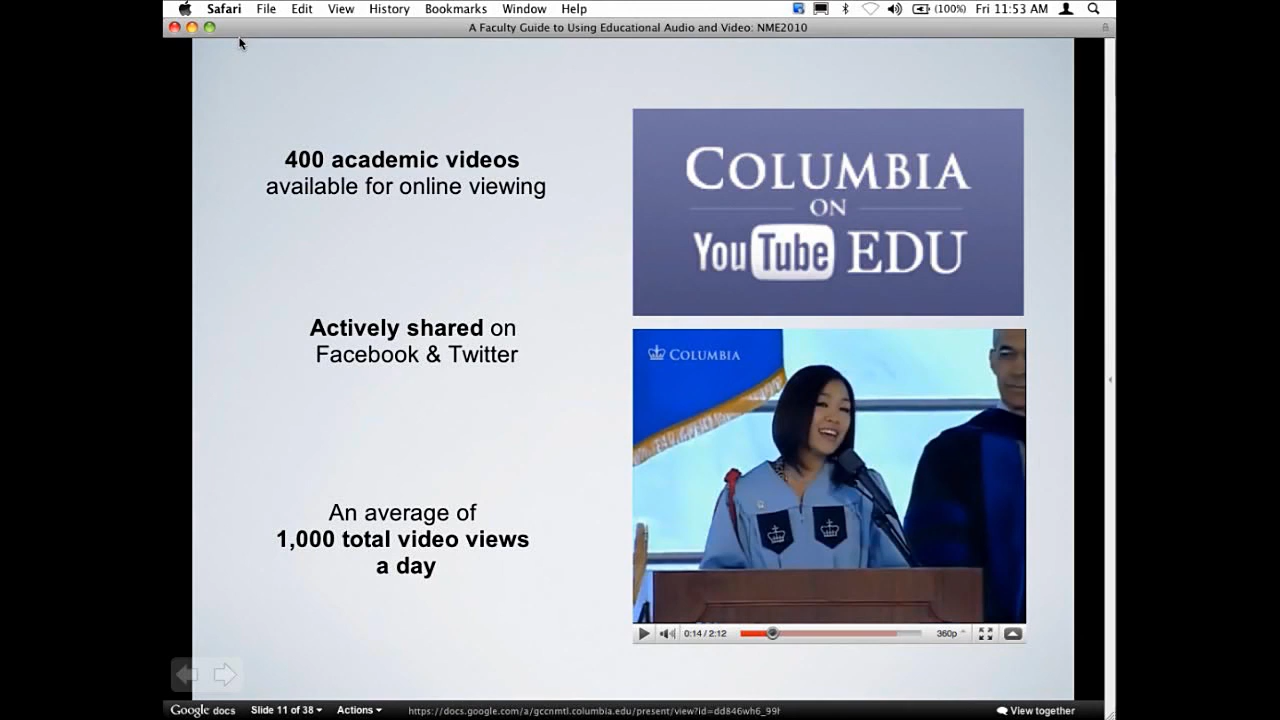 Safari File Edit View History Bookmarks Window Help (100%) Fri 11:53 AM
A Faculty Guide to Using Educational Audio and Video: NME2010
400 academic videos
available for online viewing
COLUMBIA
ON
YouTube EDU
Actively shared on
Facebook & Twitter
COLUMBIA
An average of
1,000 total video views
a day
0:14 / 2:12 360p
Google docs Slide 11 of 38 Actions https://docs.google.com/a/gccnmtl.columbia.edu/present/view?id=dd846wh6_99 View together